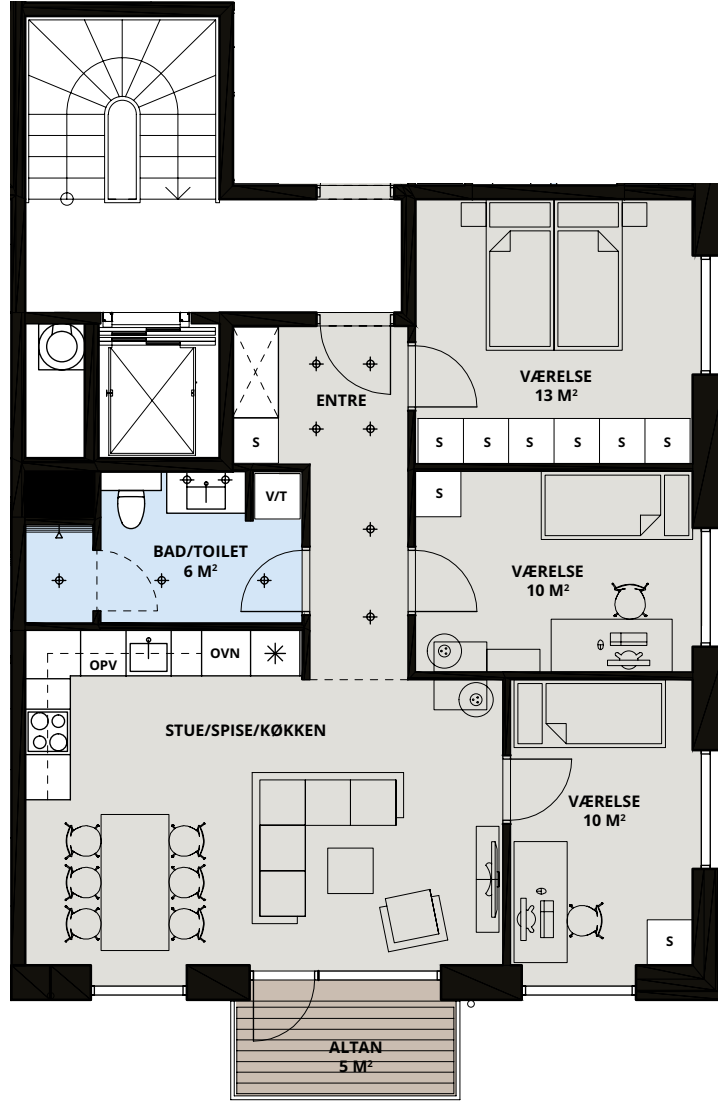 VÆRELSE
13 M²
ENTRE
S
S
S
S
S
S
S
S
V/T
BAD/TOILET
6 M²
VÆRELSE
10 M²
OPV
OVN
STUE/SPISE/KØKKEN
VÆRELSE
10 M²
S
ALTAN
5 M²